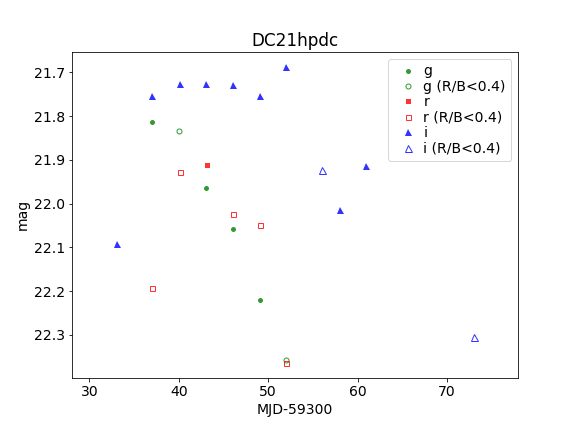 DC21hpdc
21.7
21.8
21.9
22.0
22.1
22.2
22.3
mag
g
g (R/B<0.4)
r
r (R/B<0.4)
i
i (R/B<0.4)
30 40 50 60 70
MJD-59300